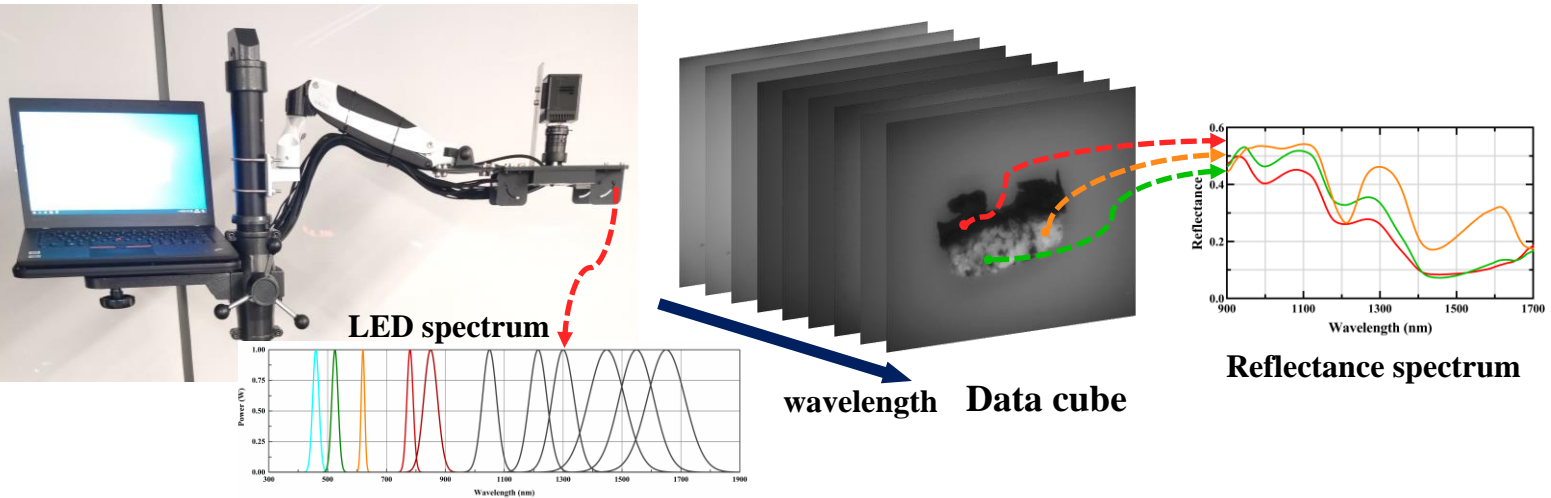 LED spectrum
Power (W)
1.00
0.75
0.50
0.25
0.00
300 500 700 900 1100 1300 1500 1700 1900
Wavelength (nm)
wavelength
Data cube
Reflectance
0.6
0.4
0.2
0.0
900 1100 1300 1500 1700
Wavelength (nm)
Reflectance spectrum